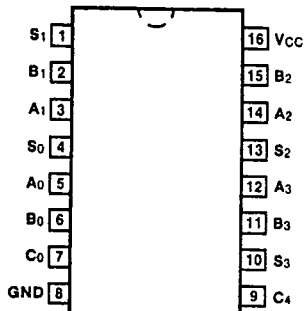 S1 1 16 VCC
B1 2 15 B2
A1 3 14 A2
S0 4 13 S2
A0 5 12 A3
B0 6 11 B3
C0 7 10 S3
GND 8 9 C4